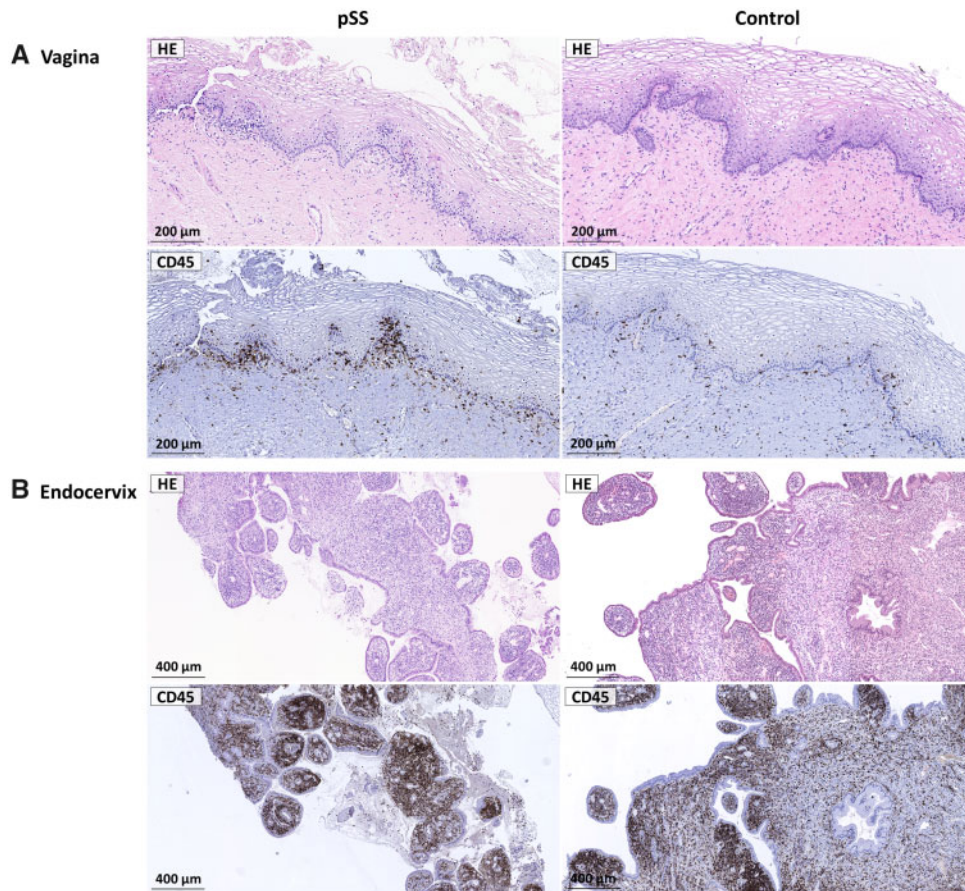 pSS Control
A Vagina
HE HE
200 µm 200 µm
CD45 CD45
200 µm 200 µm
B Endocervix
HE HE
400 µm 400 µm
CD45 CD45
400 µm 400 µm